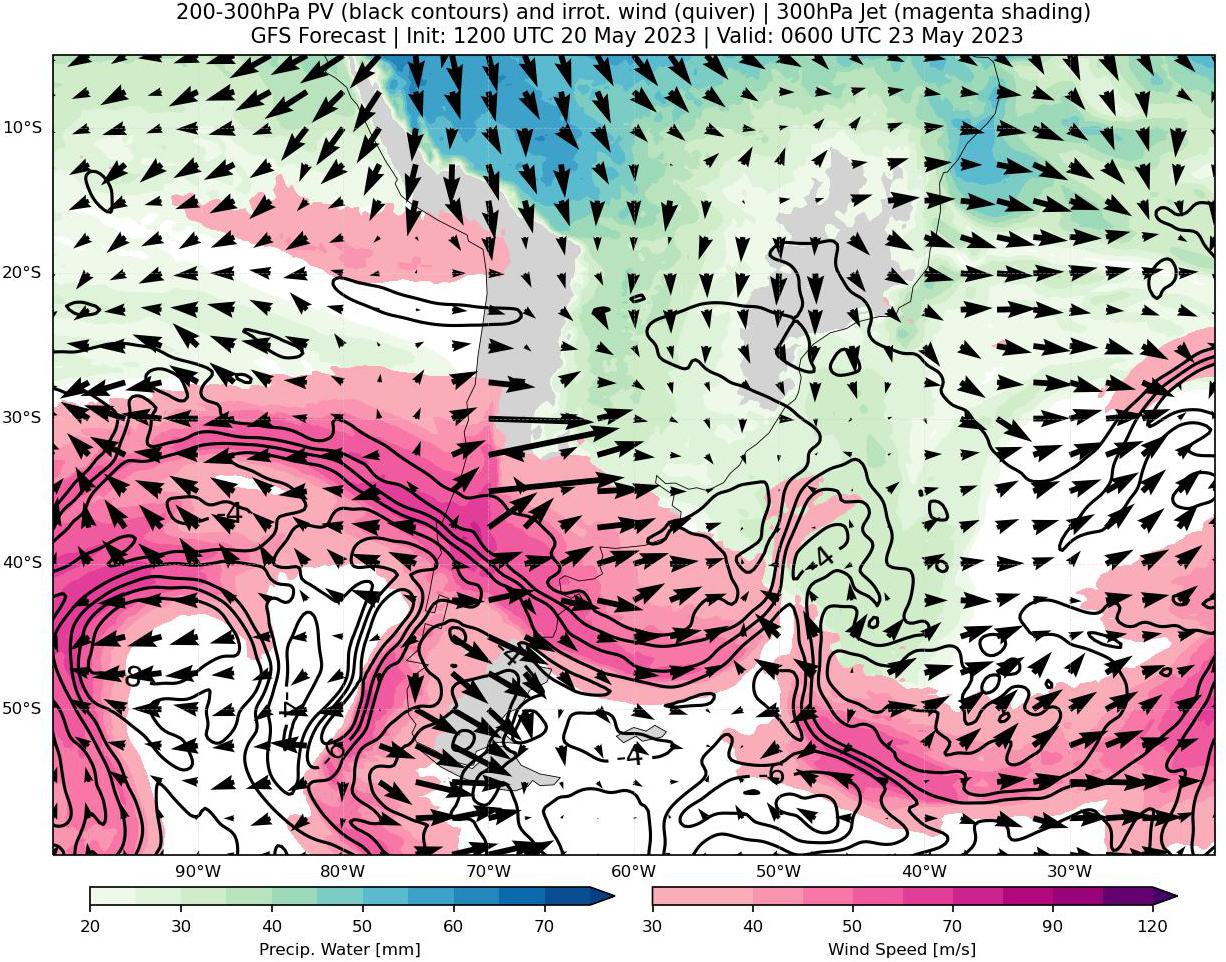 200-300hPa PV (black contours) and irrot. wind (quiver) | 300hPa Jet (magenta shading)
GFS Forecast | Init: 1200 UTC 20 May 2023 | Valid: 0600 UTC 23 May 2023
10°S
20°S
30°S
-4
-4
40°S
-8
50°S
-4
-6
-4
-6
90°W
80°W
70°W
60°W
50°W
40°W
30°W
20 30 40 50 60 70
30 40 50 70 90 120
Precip. Water [mm]
Wind Speed [m/s]